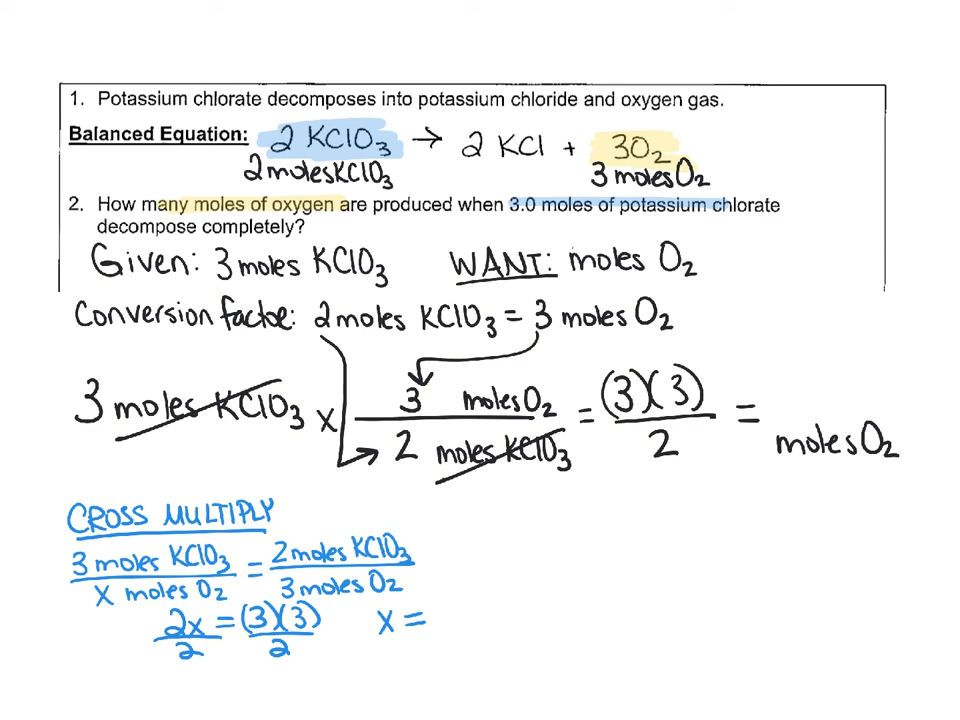 1. Potassium chlorate decomposes into potassium chloride and oxygen gas.
Balanced Equation: 2 KClO₃ → 2 KCl + 3O₂
2 moles KClO₃ 3 moles O₂
2. How many moles of oxygen are produced when 3.0 moles of potassium chlorate
decompose completely?
Given: 3 moles KClO₃ WANT: moles O₂
Conversion factor: 2 moles KClO₃ = 3 moles O₂
3 moles KClO₃ x 3 moles O₂ / 2 moles KClO₃ = (3)(3) / 2 = moles O₂
CROSS MULTIPLY
3 moles KClO₃ / x moles O₂ = 2 moles KClO₃ / 3 moles O₂
2x / 2 = (3)(3) / 2 x =